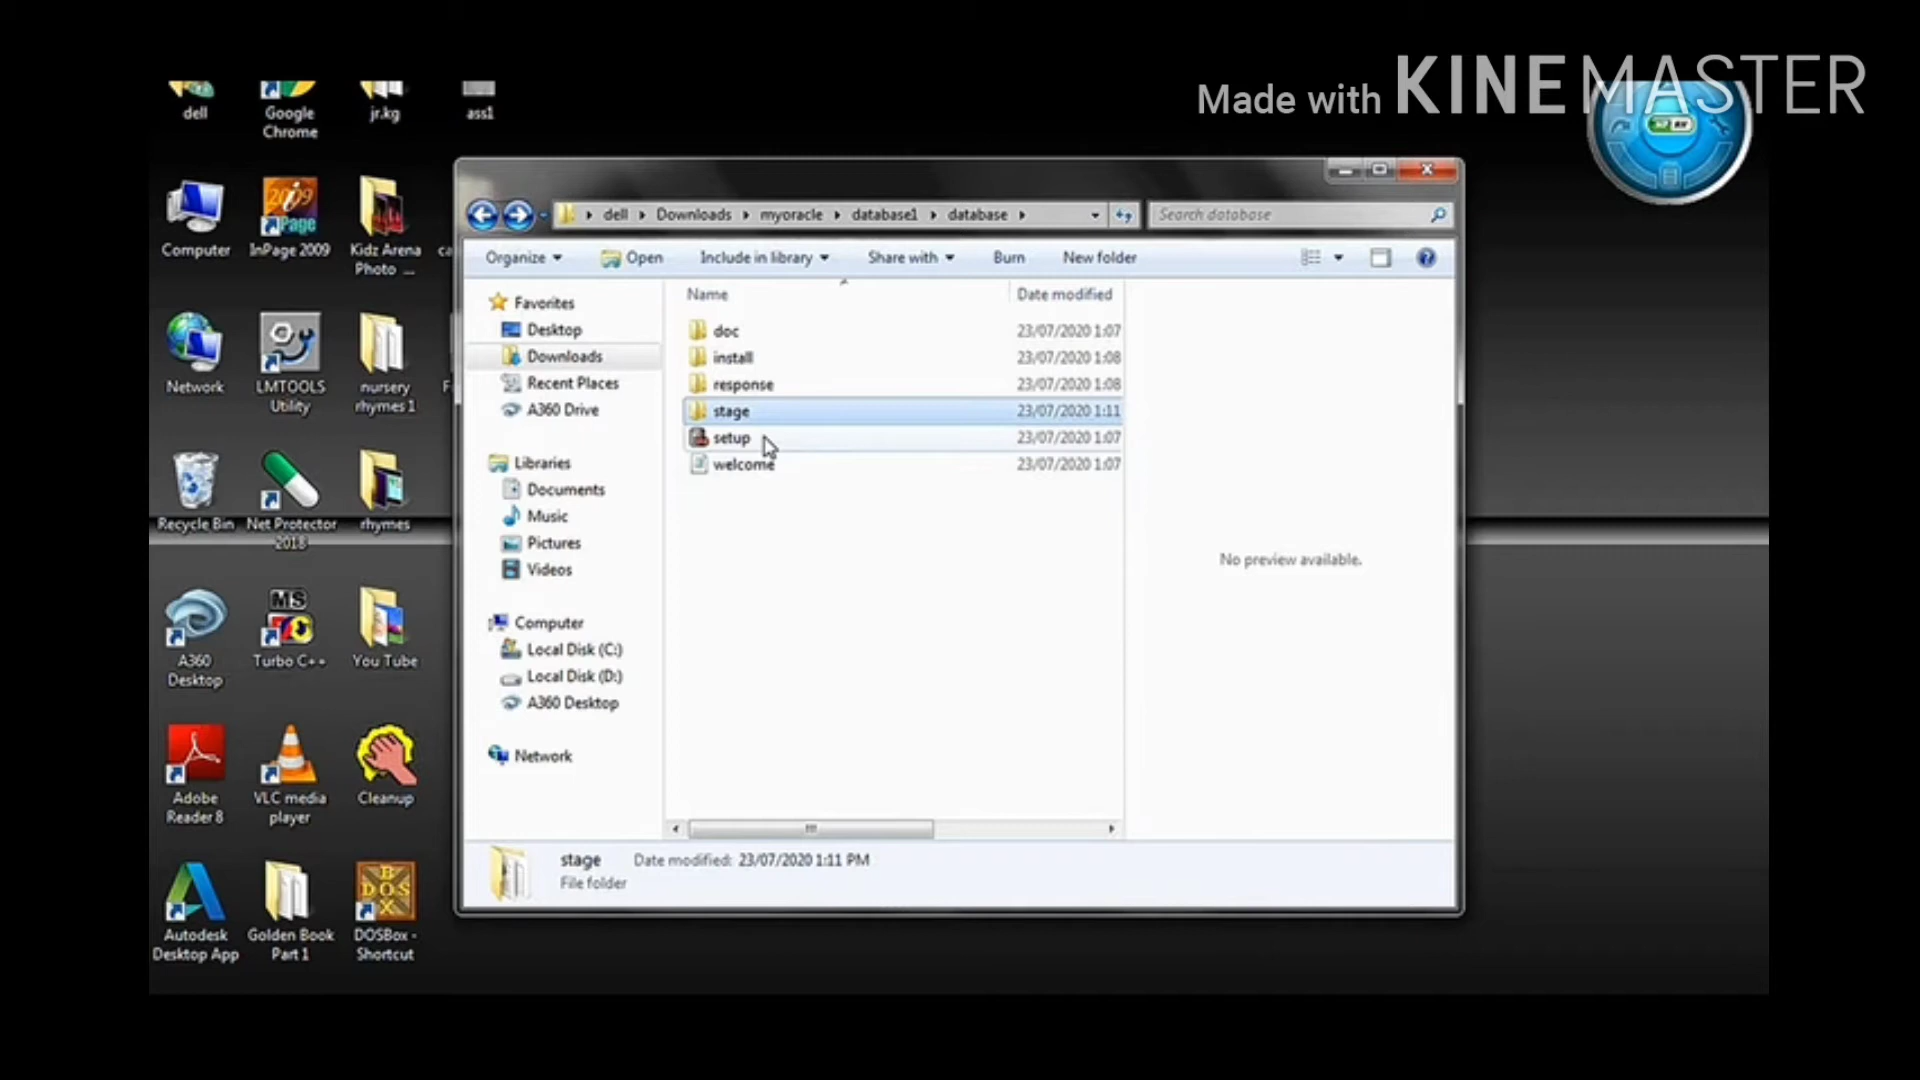 Made with KINEMASTER
dell
Google
Chrome
jr.kg
ass1
Computer
2009
Page
InPage 2009
Kidz Arena
Photo ...
ca
Network
LMTOOLS
Utility
nursery
rhymes 1
F
Recycle Bin
Net Protector
2018
rhymes
A360
Desktop
MS
Turbo C++
You Tube
Adobe
Reader 8
VLC media
player
Cleanup
Autodesk
Desktop App
Golden Book
Part 1
DOSBox -
Shortcut
dell Downloads myoracle database1 database
Search database
Organize Open Include in library Share with Burn New folder
Favorites
Desktop
Downloads
Recent Places
A360 Drive
Libraries
Documents
Music
Pictures
Videos
Computer
Local Disk (C:)
Local Disk (D:)
A360 Desktop
Network
Name Date modified
doc 23/07/2020 1:07
install 23/07/2020 1:08
response 23/07/2020 1:08
stage 23/07/2020 1:11
setup 23/07/2020 1:07
welcome 23/07/2020 1:07
No preview available.
stage Date modified: 23/07/2020 1:11 PM
File folder